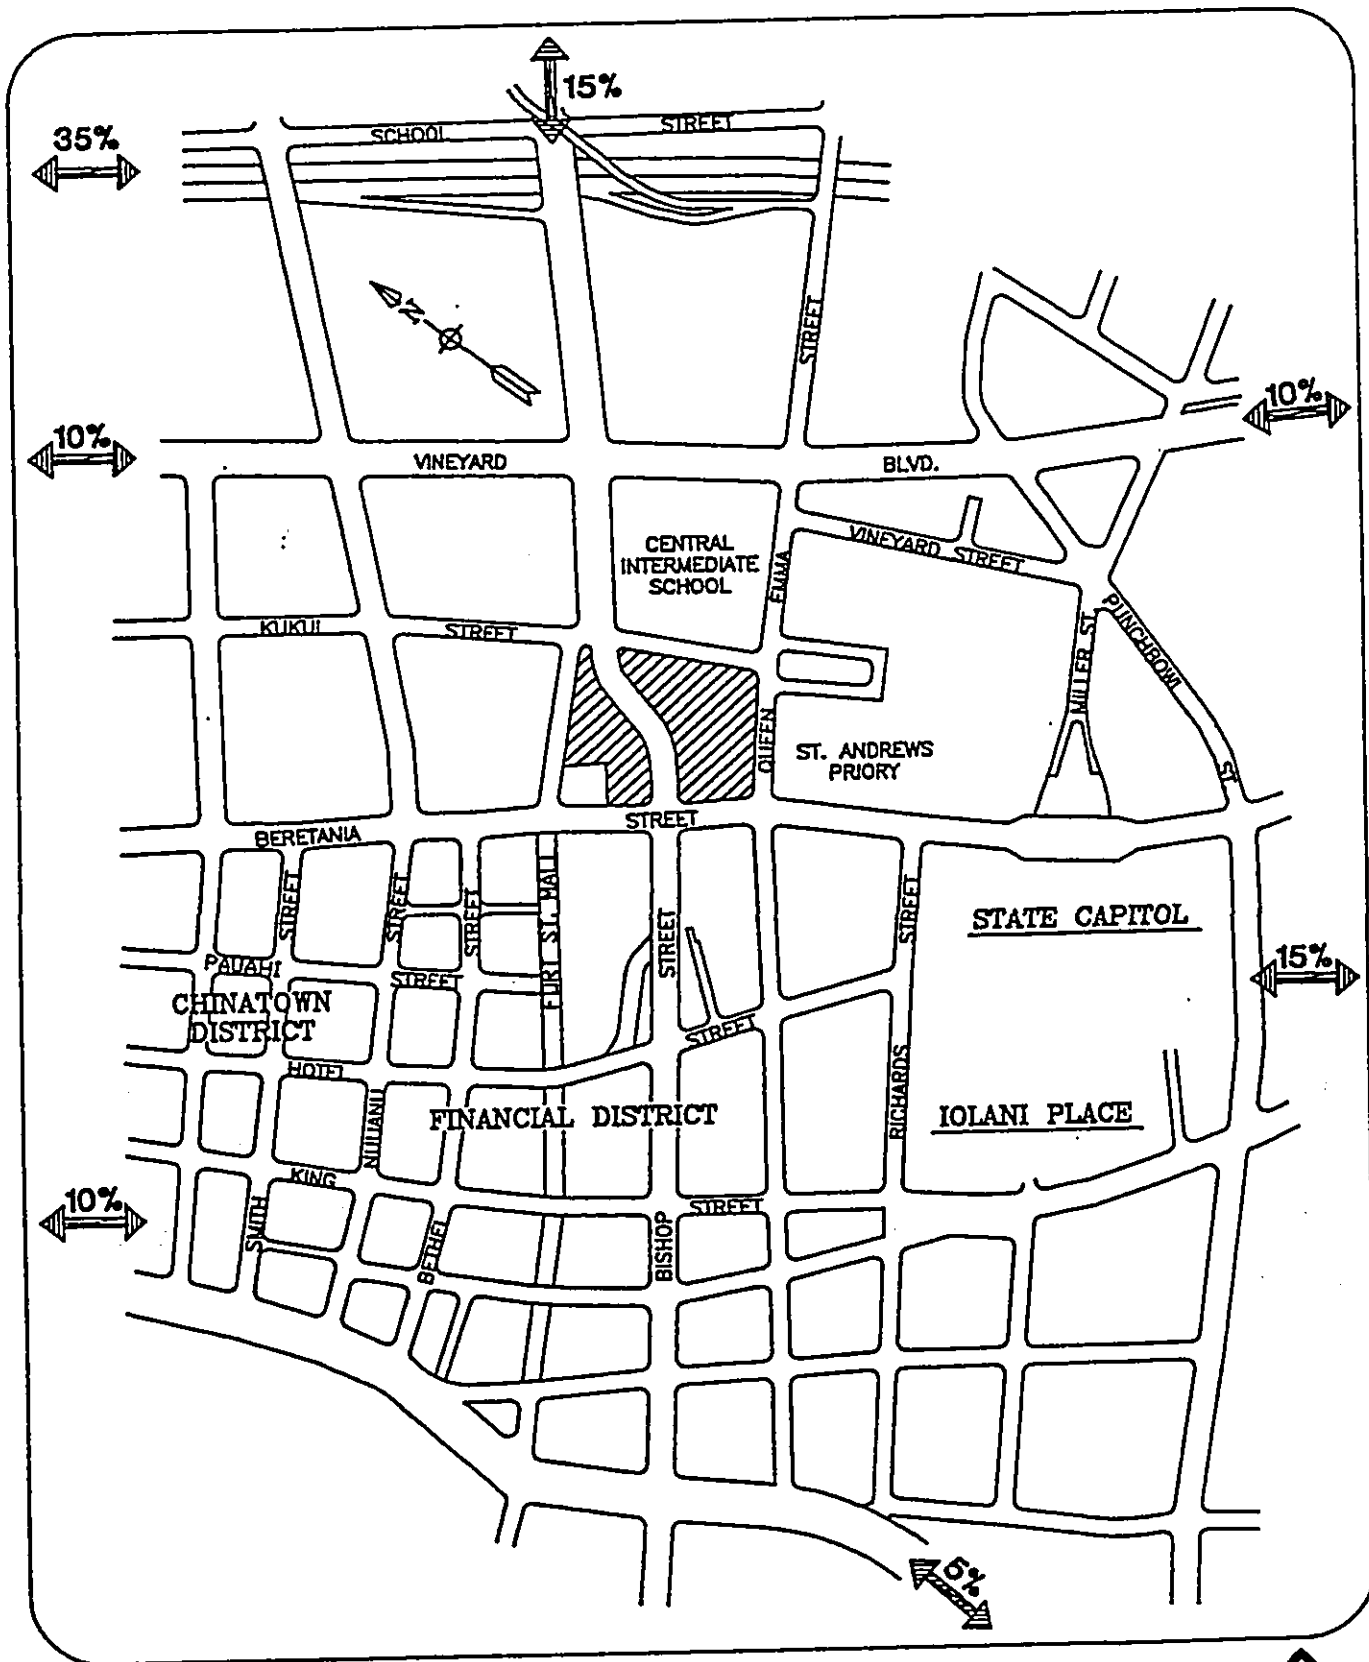 15%
35%
SCHOOL STREET
N
STREET
10%
10%
VINEYARD BLVD.
CENTRAL
INTERMEDIATE
SCHOOL
VINEYARD STREET
EMMA
KUKUI STREET
PUNCHBOWL ST
MILLER ST.
QUEEN
ST. ANDREWS
PRIORY
STREET
BERETANIA
STREET
STREET
STREET
FORT ST. MALL
STREET
STREET
STATE CAPITOL
PAUAHI STREET
15%
CHINATOWN
DISTRICT
STREET
HOTEL
RICHARDS
NUUANU
FINANCIAL DISTRICT
IOLANI PLACE
KING STREET
10%
SMITH
BETHEL
BISHOP
5%